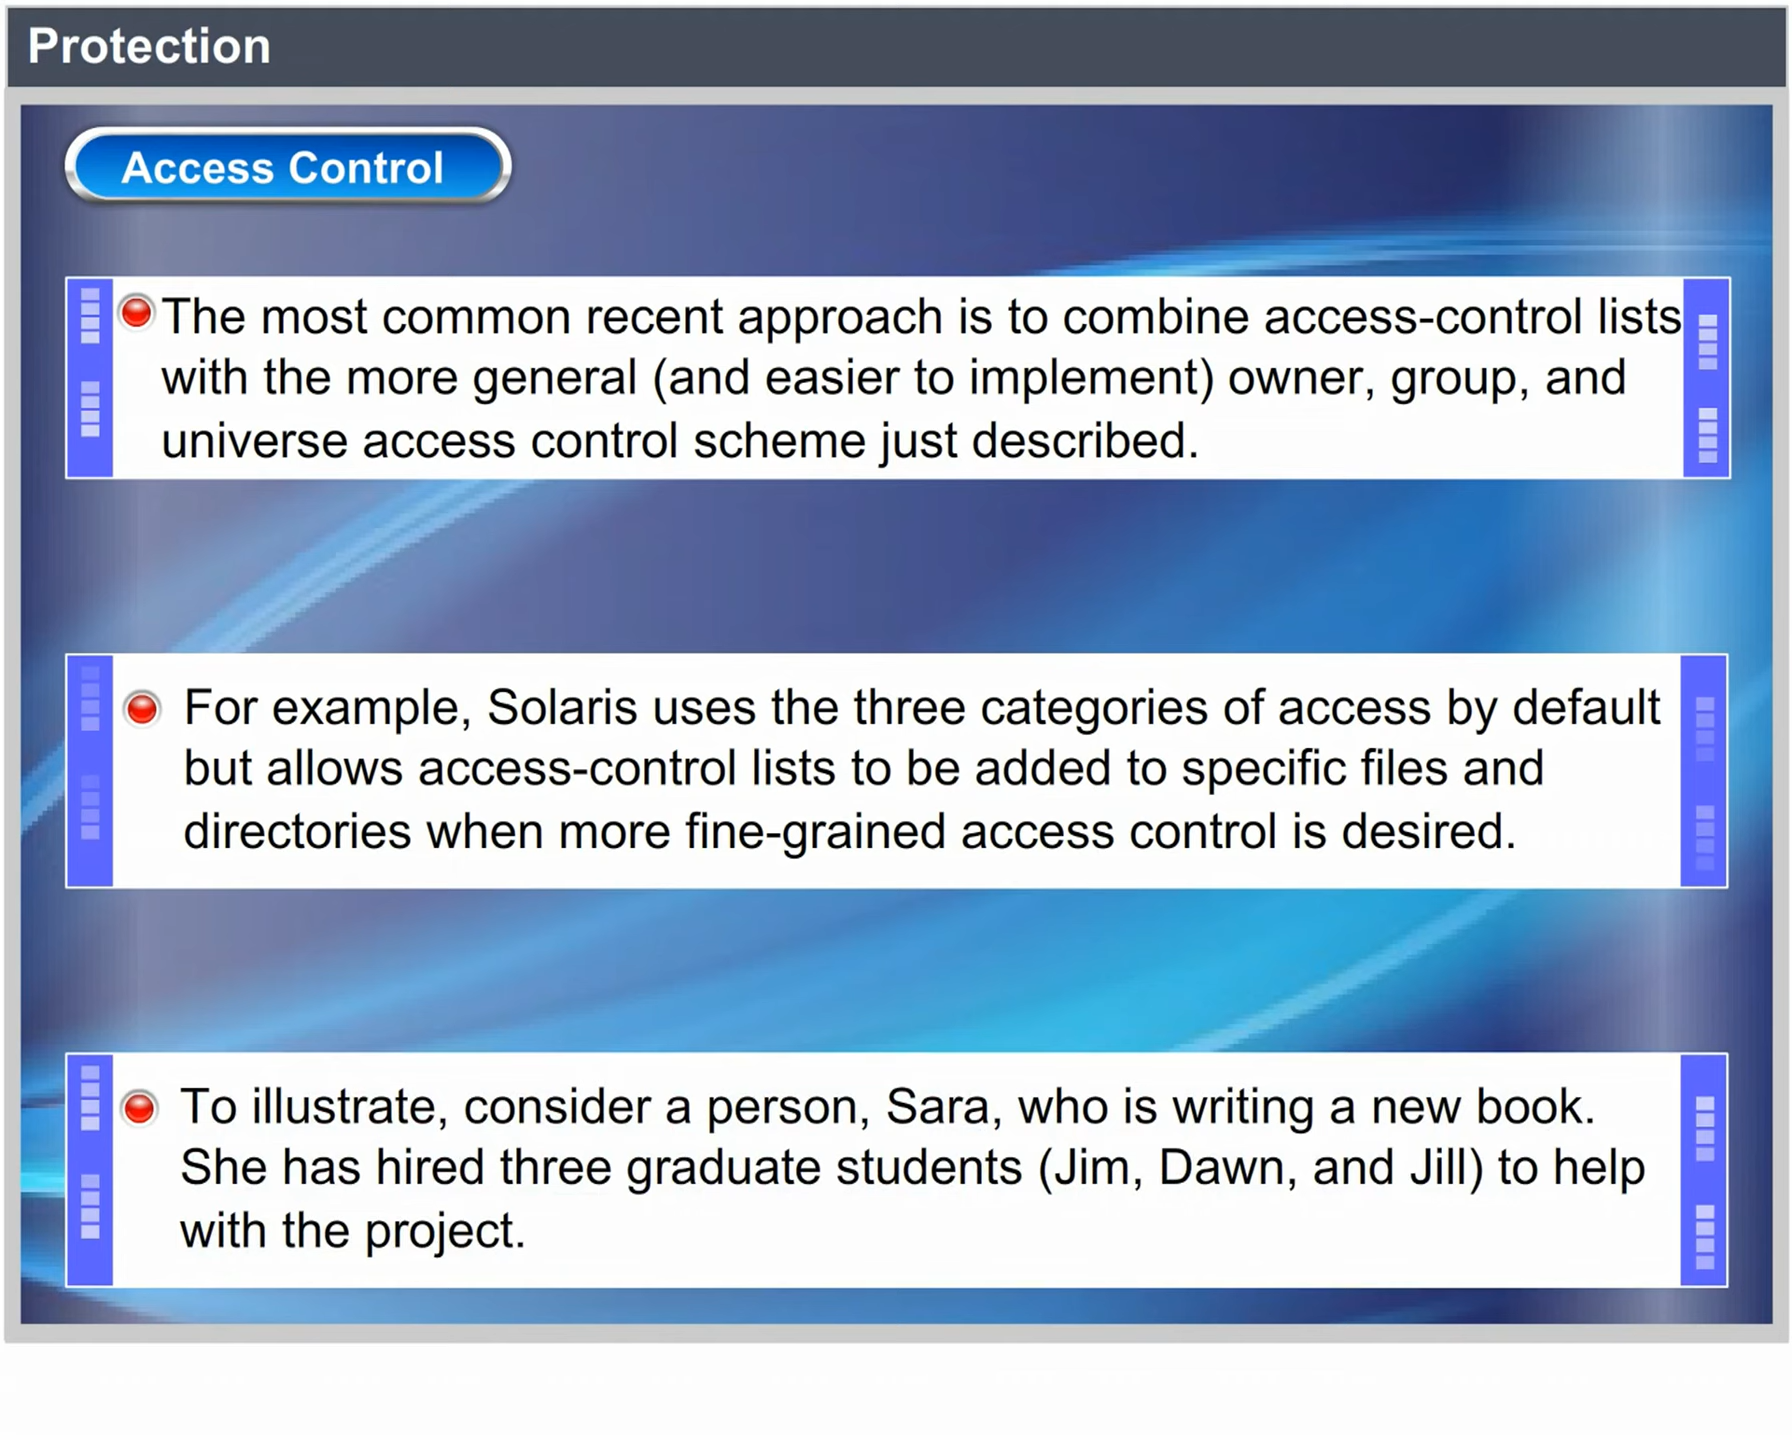 Protection
Access Control
The most common recent approach is to combine access-control lists
with the more general (and easier to implement) owner, group, and
universe access control scheme just described.
For example, Solaris uses the three categories of access by default
but allows access-control lists to be added to specific files and
directories when more fine-grained access control is desired.
To illustrate, consider a person, Sara, who is writing a new book.
She has hired three graduate students (Jim, Dawn, and Jill) to help
with the project.